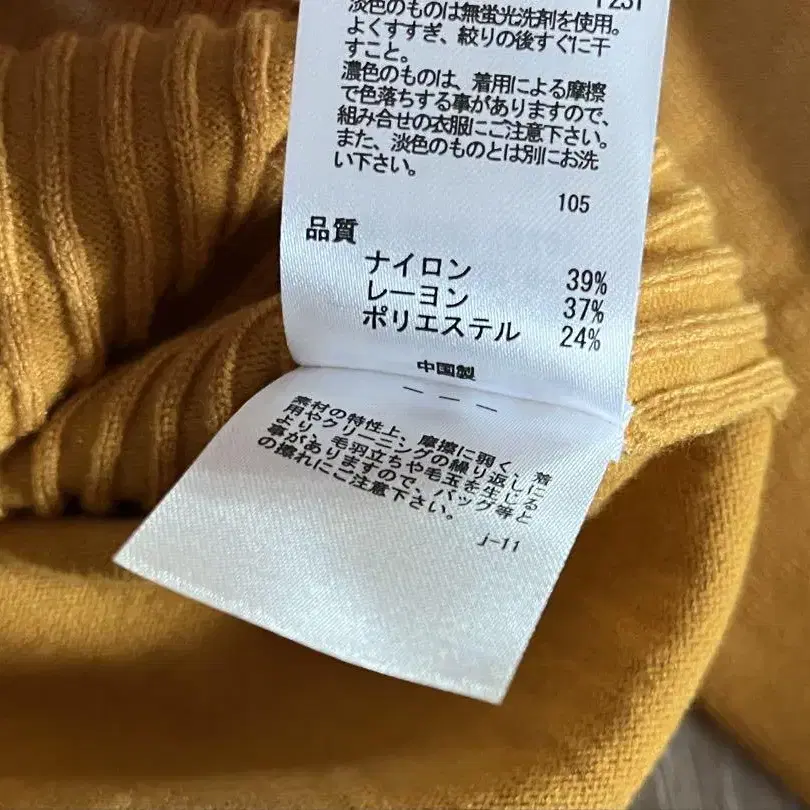 淡色のものは無蛍光洗剤を使用。
よくすすぎ、絞りの後すぐに干
すこと。
濃色のものは、着用による摩擦
で色落ちする事がありますので、
組み合せの衣服にご注意下さい。
また、淡色のものとは別にお洗
い下さい。
105
品質
ナイロン 39%
レーヨン 37%
ポリエステル 24%
中国製
— — —
素材の特性上、摩擦に弱く、着
用やクリーニングの繰り返しに
より、毛羽立ちや毛玉を生じる
事がありますので、バッグ等と
の擦れにご注意下さい。
J-11